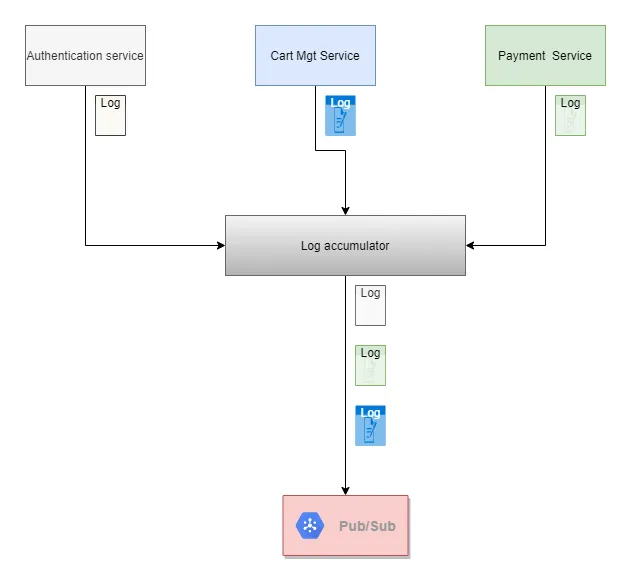 Authentication service
Cart Mgt Service
Payment  Service
Log
Log
Log
Log accumulator
Log
Log
Log
Pub/Sub